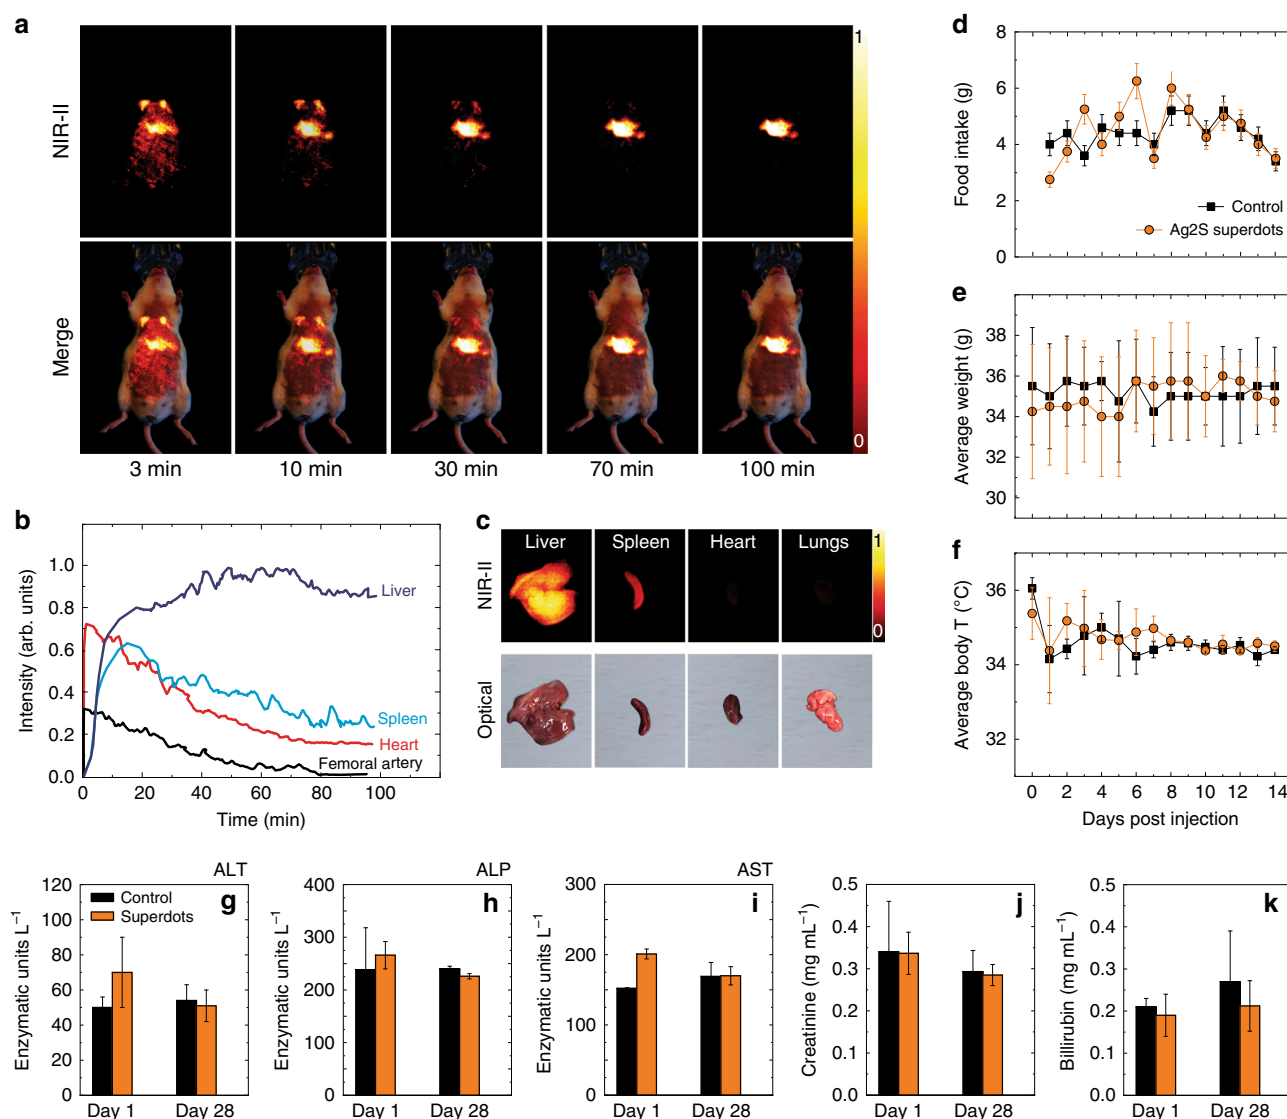 a
NIR-II
Merge
1
0
3 min
10 min
30 min
70 min
100 min
b
Intensity (arb. units)
1.0
0.8
0.6
0.4
0.2
0.0
0
20
40
60
80
100
Time (min)
Liver
Spleen
Heart
Femoral artery
c
NIR-II
Optical
Liver
Spleen
Heart
Lungs
1
0
d
Food intake (g)
8
6
4
2
0
Control
Ag2S superdots
e
Average weight (g)
38
36
34
32
30
f
Average body T (°C)
36
34
32
0
2
4
6
8
10
12
14
Days post injection
ALT
g
Enzymatic units L⁻¹
120
100
80
60
40
20
0
Control
Superdots
Day 1
Day 28
ALP
h
Enzymatic units L⁻¹
400
300
250
200
100
0
Day 1
Day 28
AST
i
Enzymatic units L⁻¹
300
200
150
100
0
Day 1
Day 28
j
Creatinine (mg mL⁻¹)
0.5
0.4
0.3
0.2
0.1
0.0
Day 1
Day 28
k
Billirubin (mg mL⁻¹)
0.5
0.4
0.2
0.2
0.1
0.0
Day 1
Day 28